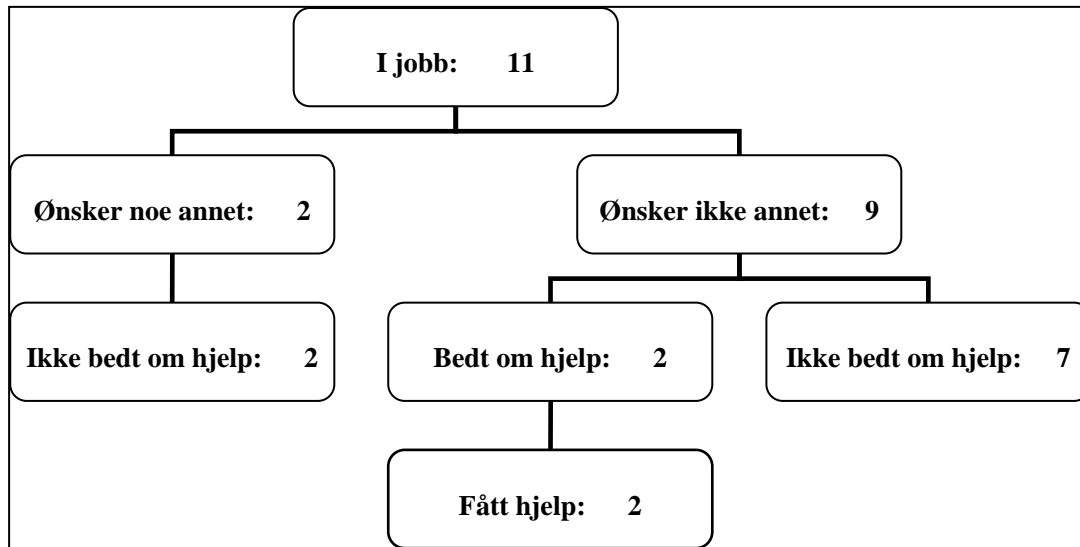 I jobb: 11
Ønsker noe annet: 2
Ønsker ikke annet: 9
Ikke bedt om hjelp: 2
Bedt om hjelp: 2
Ikke bedt om hjelp: 7
Fått hjelp: 2